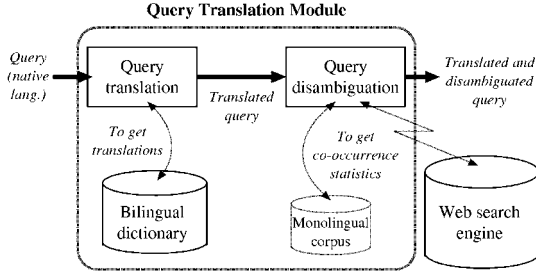 Query Translation Module
Query
(native
lang.)
Query
translation
Translated
query
Query
disambiguation
Translated and
disambiguated
query
To get
translations
To get
co-occurrence
statistics
Bilingual
dictionary
Monolingual
corpus
Web search
engine